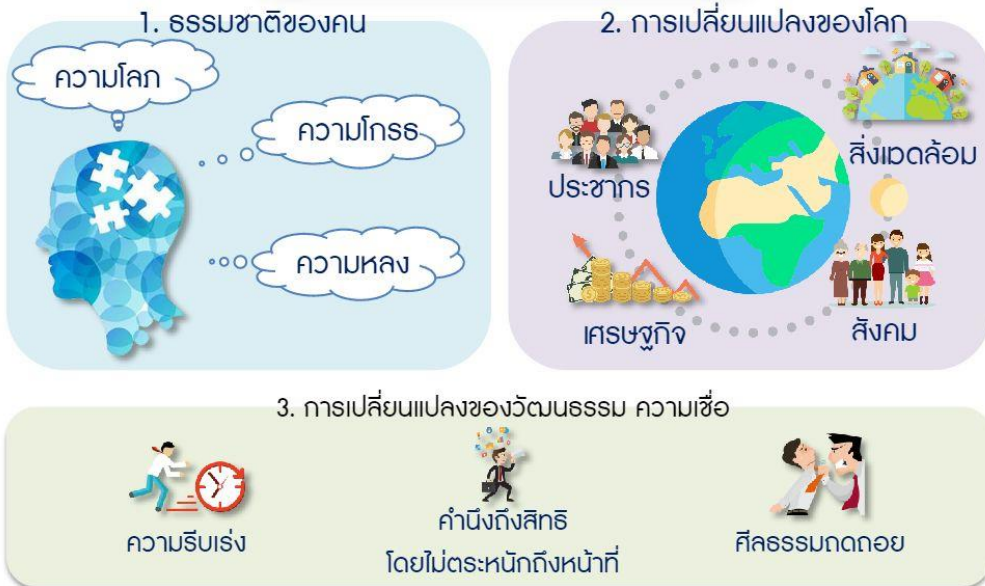 1. ธรรมชาติของคน
ความโลภ
ความโกรธ
ความหลง
2. การเปลี่ยนแปลงของโลก
ประชากร
สิ่งแวดล้อม
เศรษฐกิจ
สังคม
3. การเปลี่ยนแปลงของวัฒนธรรม ความเชื่อ
ความรีบเร่ง
คำนึงถึงสิทธิ
โดยไม่ตระหนักถึงหน้าที่
ศีลธรรมถดถอย